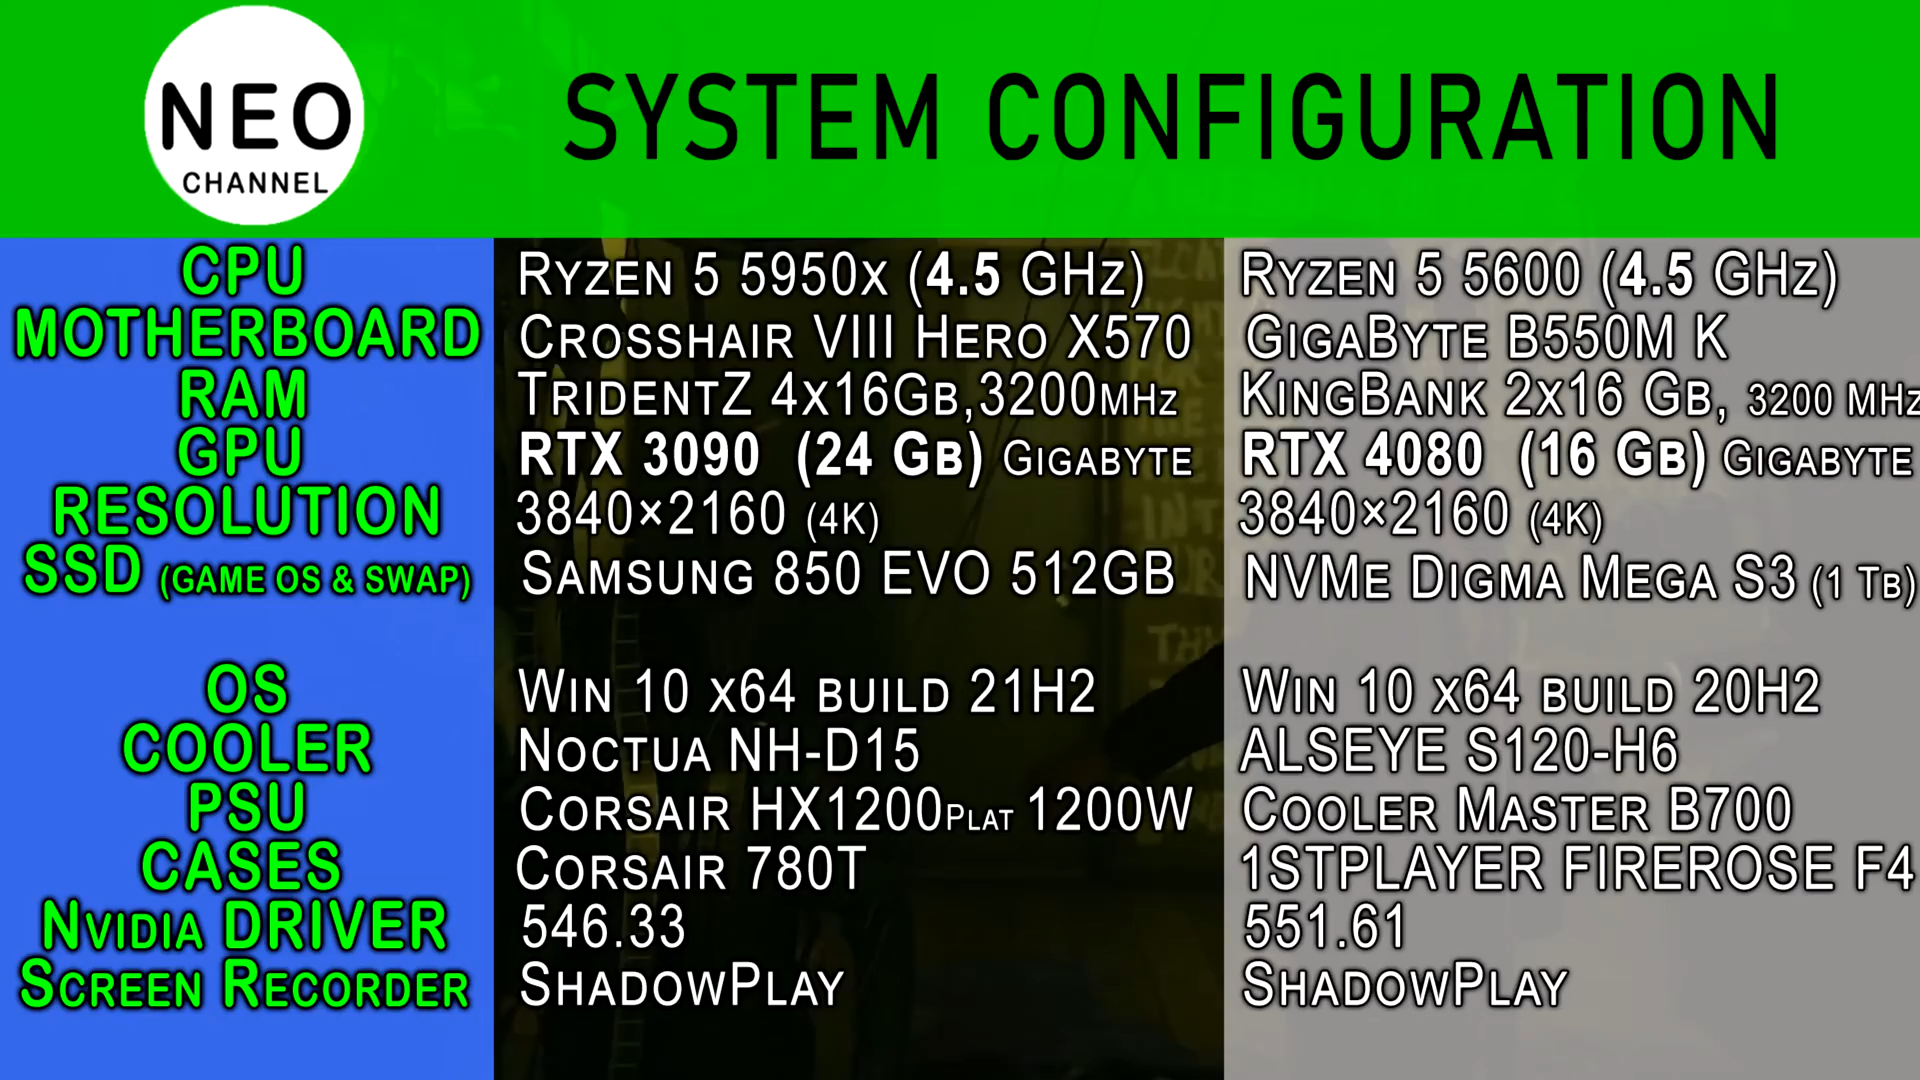 NEO
CHANNEL
SYSTEM CONFIGURATION
CPU Ryzen 5 5950x (4.5 GHz) Ryzen 5 5600 (4.5 GHz)
MOTHERBOARD Crosshair VIII Hero X570 GigaByte B550M K
RAM TridentZ 4x16Gb,3200MHz KingBank 2x16 Gb, 3200 MHz
GPU RTX 3090 (24 Gb) Gigabyte RTX 4080 (16 Gb) Gigabyte
RESOLUTION 3840×2160 (4K) 3840×2160 (4K)
SSD (GAME OS & SWAP) Samsung 850 EVO 512GB NVMe Digma Mega S3 (1 Tb)
OS Win 10 x64 build 21H2 Win 10 x64 build 20H2
COOLER Noctua NH-D15 ALSEYE S120-H6
PSU Corsair HX1200Plat 1200W Cooler Master B700
CASES Corsair 780T 1STPLAYER FIREROSE F4
Nvidia DRIVER 546.33 551.61
Screen Recorder ShadowPlay ShadowPlay